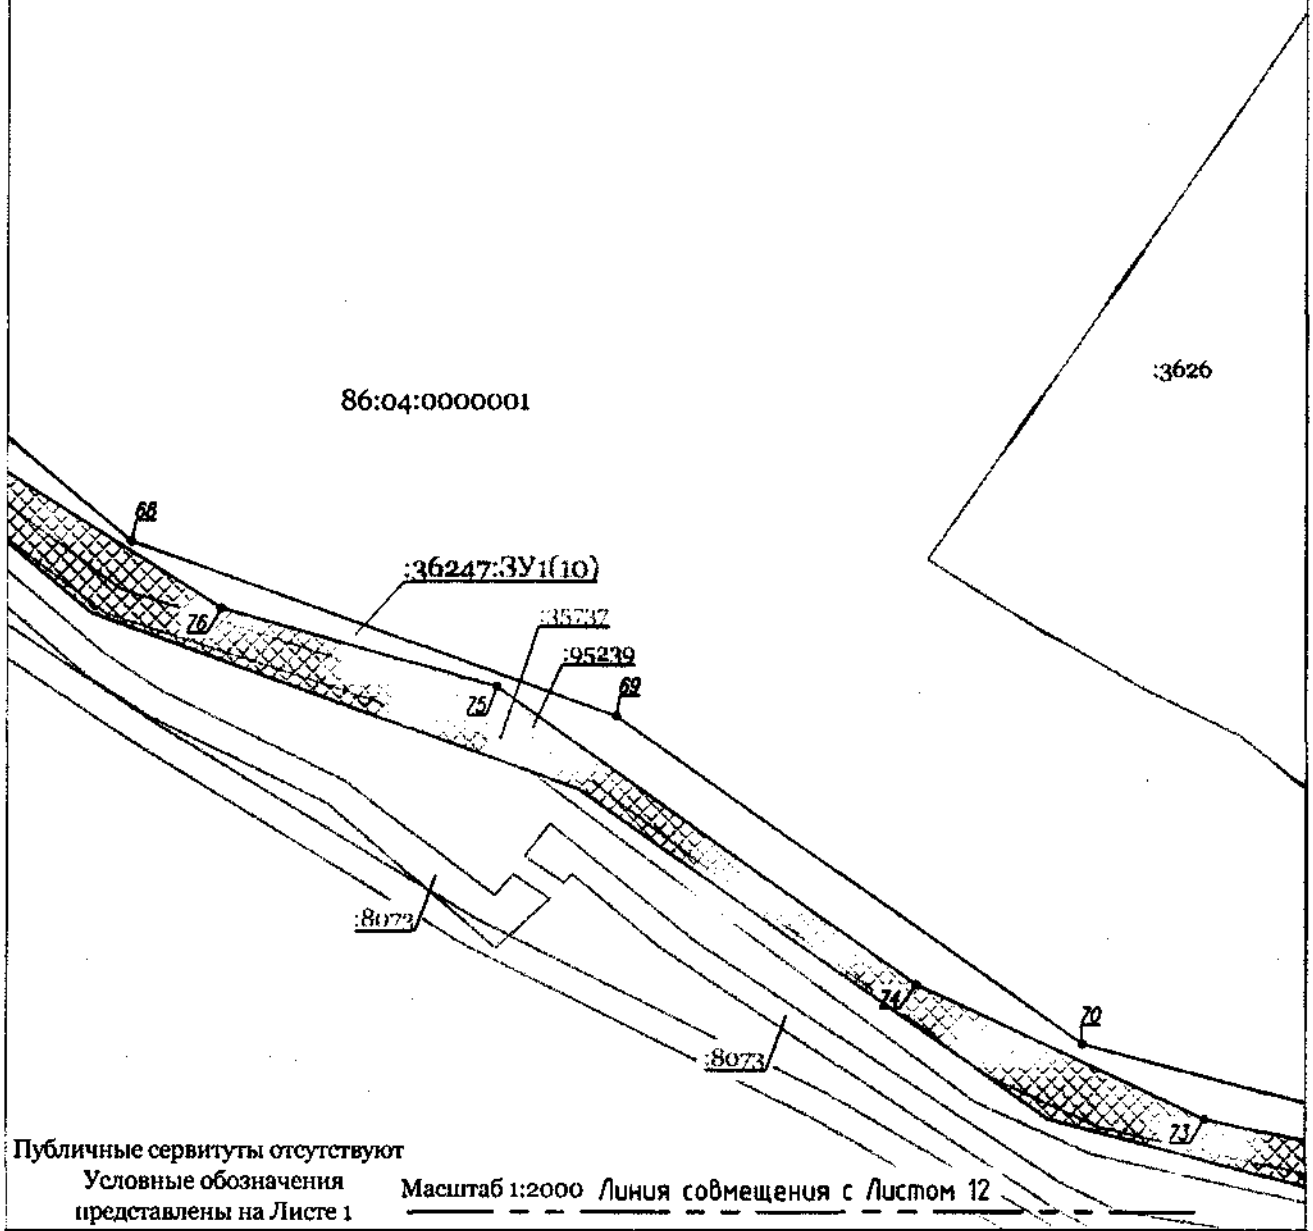 :3626
86:04:0000001
68
:36247:ЗУ1(10)
76
:35737
:95239
69
75
:8073
74
70
:8073
73
Публичные сервитуты отсутствуют
Условные обозначения
представлены на Листе 1
Масштаб 1:2000 Линия совмещения с Листом 12